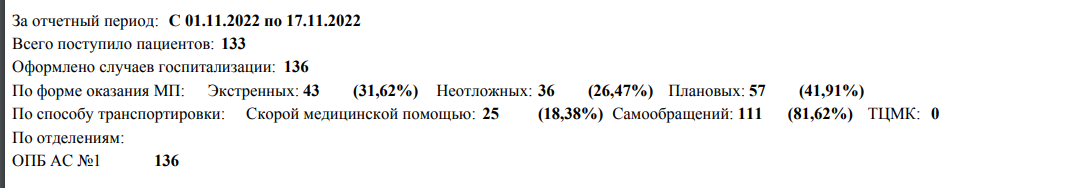 За отчетный период: С 01.11.2022 по 17.11.2022
Всего поступило пациентов: 133
Оформлено случаев госпитализации: 136
По форме оказания МП: Экстренных: 43 (31,62%) Неотложных: 36 (26,47%) Плановых: 57 (41,91%)
По способу транспортировки: Скорой медицинской помощью: 25 (18,38%) Самообращений: 111 (81,62%) ТЦМК: 0
По отделениям:
ОПБ АС №1 136